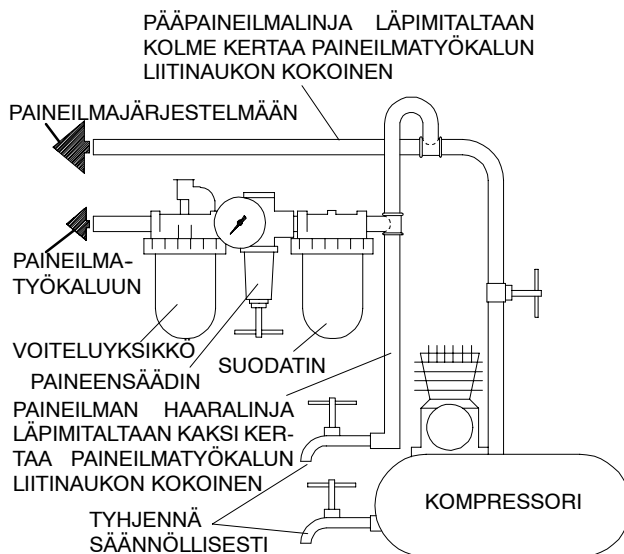 PÄÄPAINEILMALINJA LÄPIMITALTAAN
KOLME KERTAA PAINEILMATYÖKALUN
LIITINAUKON KOKOINEN
PAINEILMAJÄRJESTELMÄÄN
PAINEILMA-
TYÖKALUUN
VOITELUYKSIKKÖ
SUODATIN
PAINEENSÄÄDIN
PAINEILMAN HAARALINJA
LÄPIMITALTAAN KAKSI KER-
TAA PAINEILMATYÖKALUN
LIITINAUKON KOKOINEN
KOMPRESSORI
TYHJENNÄ
SÄÄNNÖLLISESTI